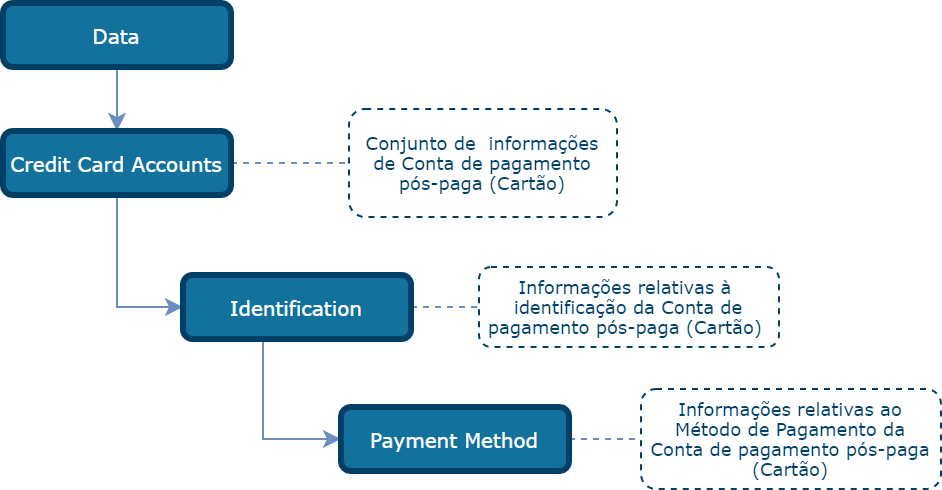 Data
Credit Card Accounts
Conjunto de  informações
de Conta de pagamento
pós-paga (Cartão)
Identification
Informações relativas à
identificação da Conta de
pagamento pós-paga (Cartão)
Payment Method
Informações relativas ao
Método de Pagamento da
Conta de pagamento pós-paga
(Cartão)